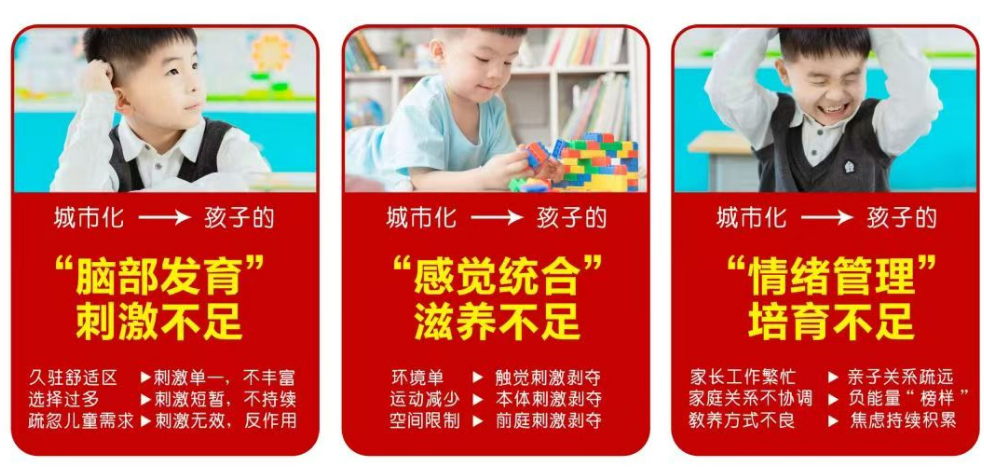 城市化 → 孩子的
“脑部发育”
刺激不足
久驻舒适区 ▶ 刺激单一，不丰富
选择过多 ▶ 刺激短暂，不持续
疏忽儿童需求 ▶ 刺激无效，反作用
城市化 → 孩子的
“感觉统合”
滋养不足
环境单 ▶ 触觉刺激剥夺
运动减少 ▶ 本体刺激剥夺
空间限制 ▶ 前庭刺激剥夺
城市化 → 孩子的
“情绪管理”
培育不足
家长工作繁忙 ▶ 亲子关系疏远
家庭关系不协调 ▶ 负能量“榜样”
教养方式不良 ▶ 焦虑持续积累